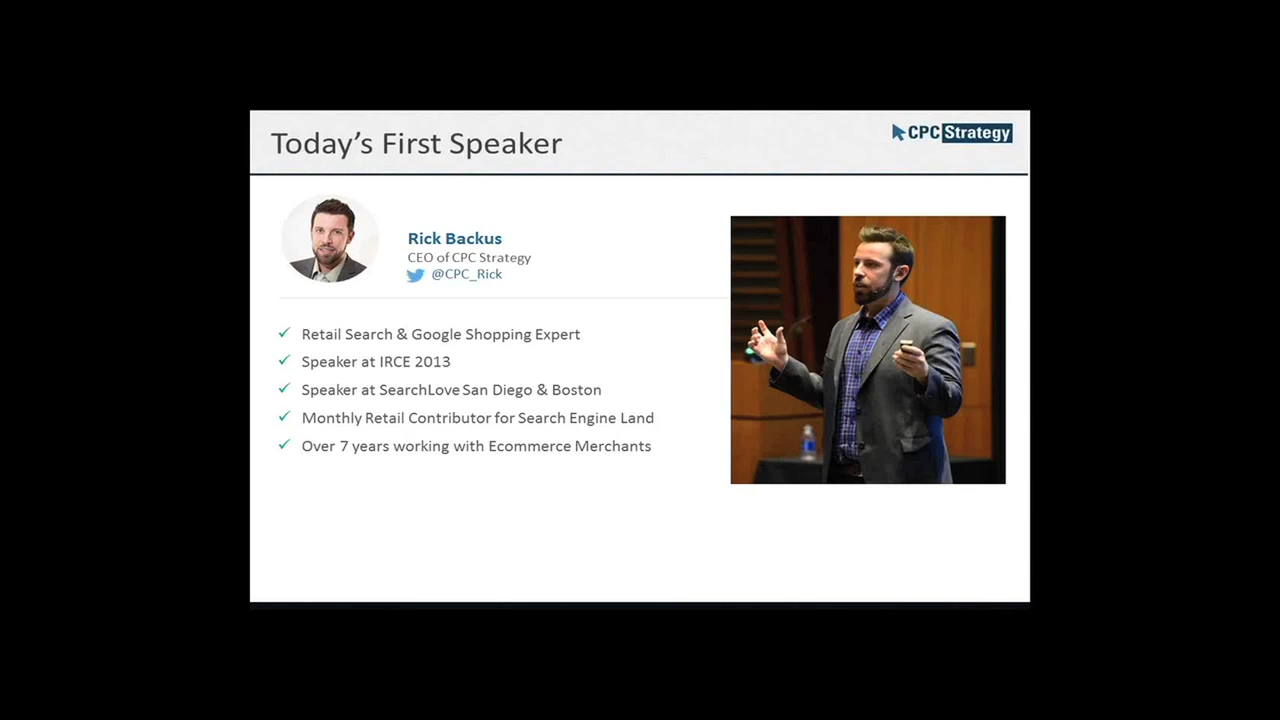 Today's First Speaker
CPC Strategy
Rick Backus
CEO of CPC Strategy
@CPC_Rick
Retail Search & Google Shopping Expert
Speaker at IRCE 2013
Speaker at SearchLove San Diego & Boston
Monthly Retail Contributor for Search Engine Land
Over 7 years working with Ecommerce Merchants